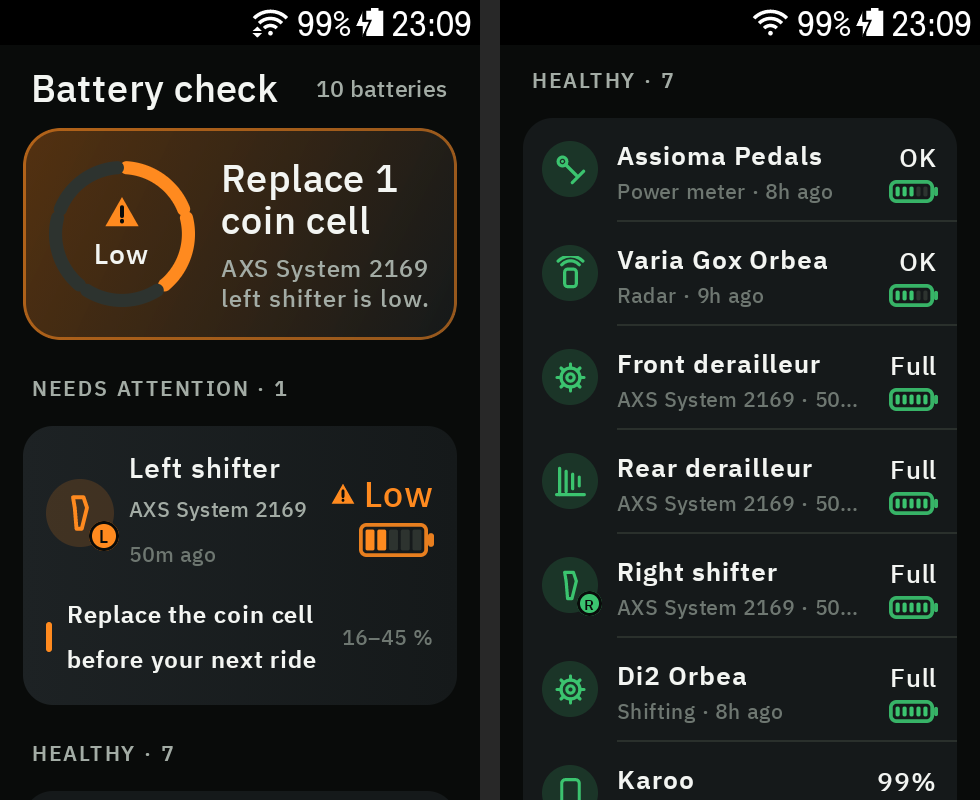 99% 23:09
Battery check 10 batteries
Low
Replace 1
coin cell
AXS System 2169
left shifter is low.
NEEDS ATTENTION · 1
Left shifter
AXS System 2169
50m ago
L
Low
Replace the coin cell
before your next ride
16–45 %
HEALTHY · 7
99% 23:09
HEALTHY · 7
Assioma Pedals OK
Power meter · 8h ago
Varia Gox Orbea OK
Radar · 9h ago
Front derailleur Full
AXS System 2169 · 50...
Rear derailleur Full
AXS System 2169 · 50...
Right shifter Full
R
AXS System 2169 · 50...
Di2 Orbea Full
Shifting · 8h ago
Karoo 99%